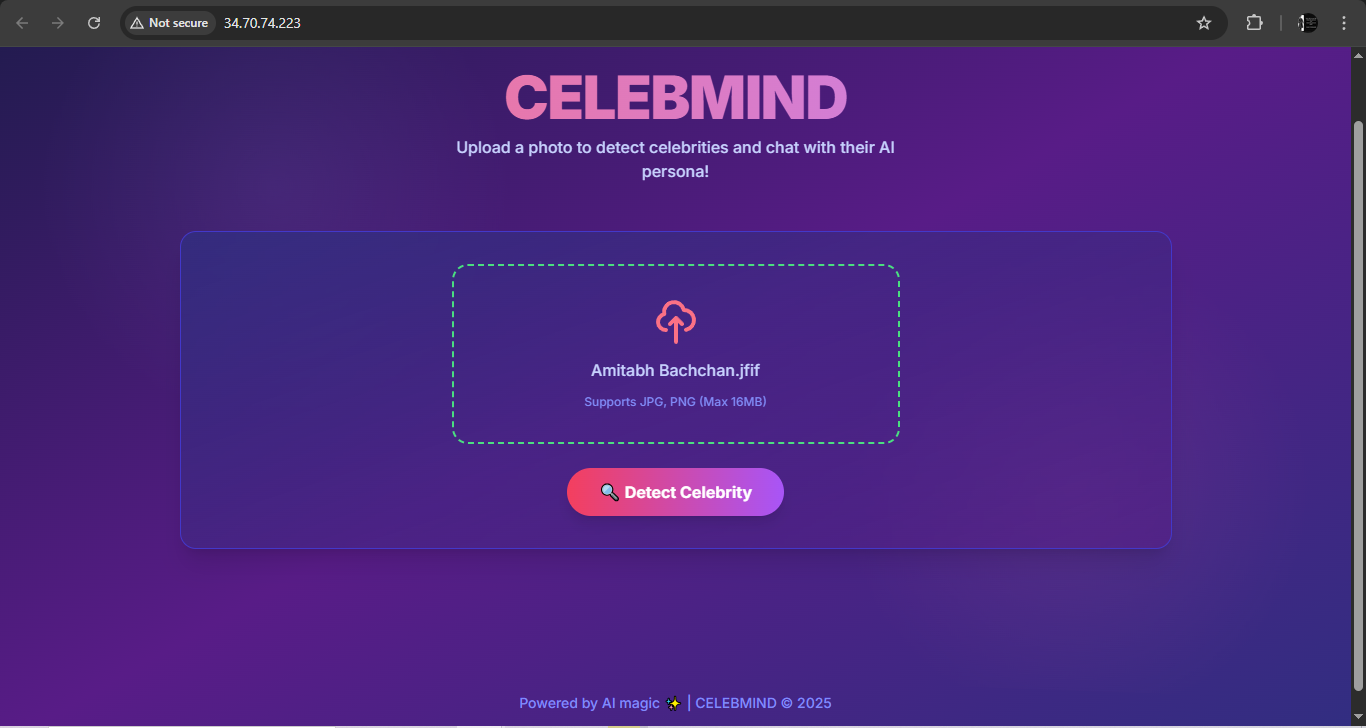 Not secure
34.70.74.223
CELEBMIND
Upload a photo to detect celebrities and chat with their AI
persona!
Amitabh Bachchan.jfif
Supports JPG, PNG (Max 16MB)
🔍 Detect Celebrity
Powered by AI magic ✨ | CELEBMIND © 2025